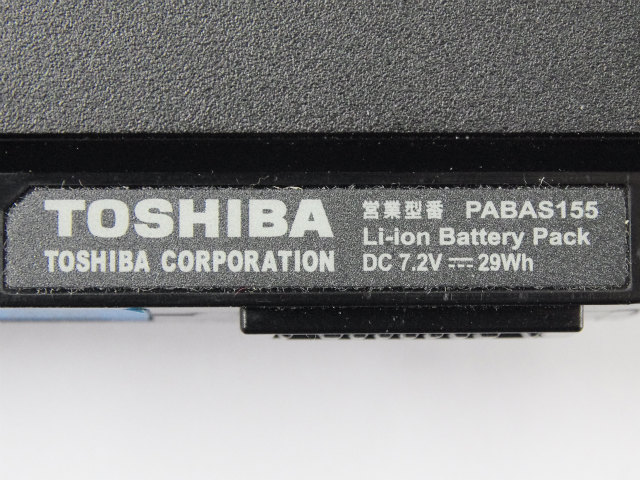 TOSHIBA
TOSHIBA CORPORATION
営業型番 PABAS155
Li-ion Battery Pack
DC 7.2V ⎓ 29Wh